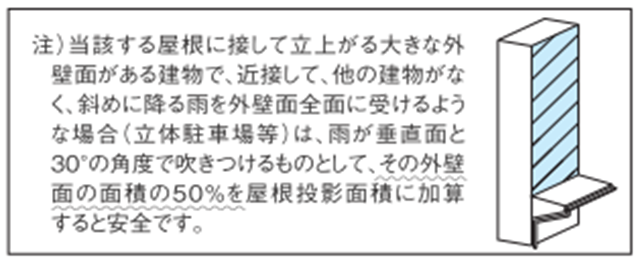 注）当該する屋根に接して立上がる大きな外
壁面がある建物で、近接して、他の建物がな
く、斜めに降る雨を外壁面全面に受けるよう
な場合（立体駐車場等）は、雨が垂直面と
30°の角度で吹きつけるものとして、その外壁
面の面積の50％を屋根投影面積に加算
すると安全です。